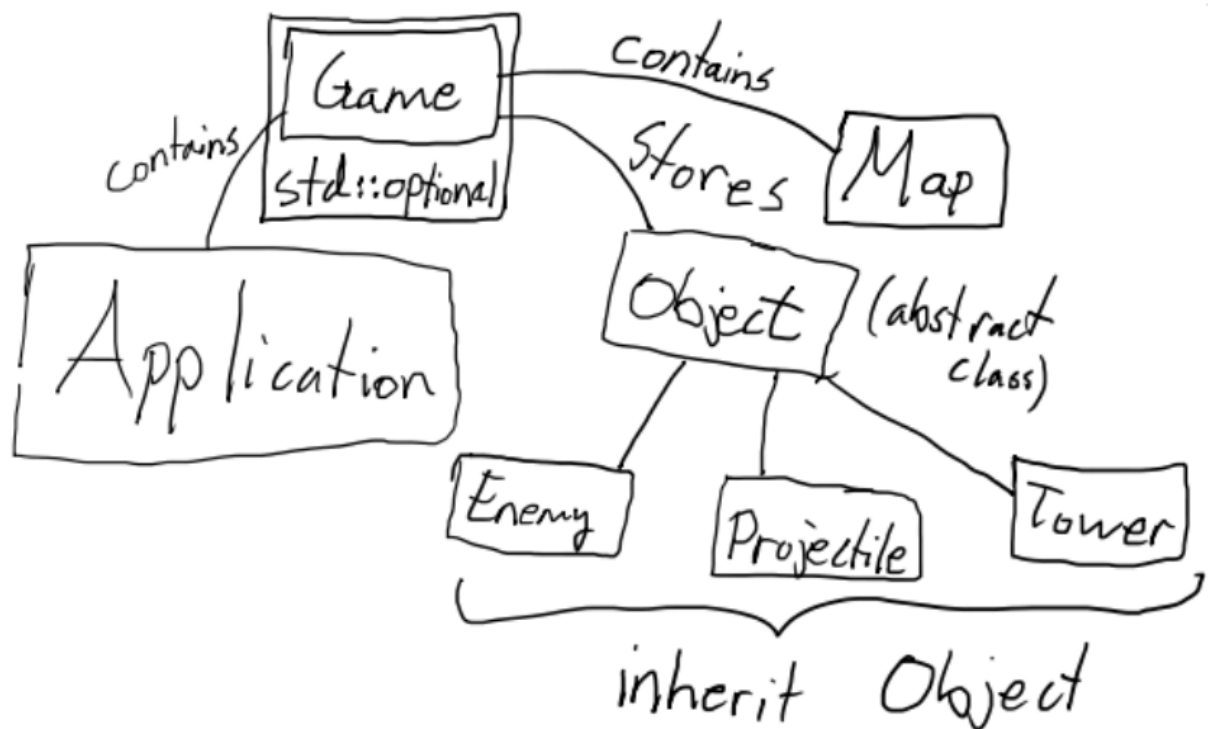 Game
std::optional
contains
contains
Map
Stores
Application
Object
(abstract
class)
Enemy
Projectile
Tower
inherit Object